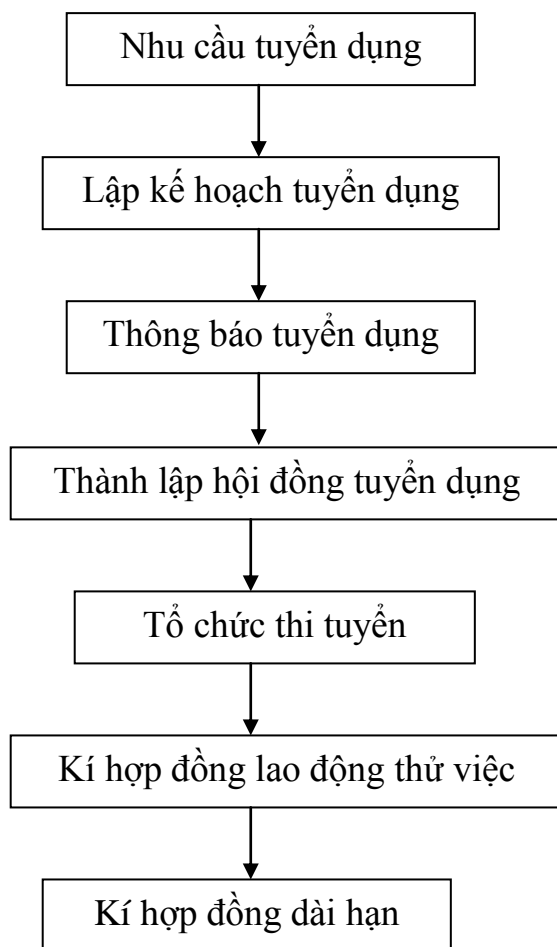 Nhu cầu tuyển dụng
Lập kế hoạch tuyển dụng
Thông báo tuyển dụng
Thành lập hội đồng tuyển dụng
Tổ chức thi tuyển
Kí hợp đồng lao động thử việc
Kí hợp đồng dài hạn